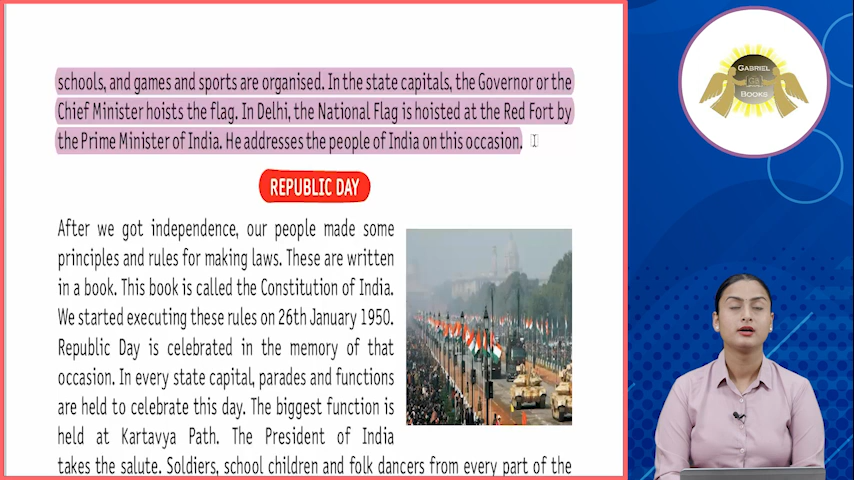 schools, and games and sports are organised. In the state capitals, the Governor or the
Chief Minister hoists the flag. In Delhi, the National Flag is hoisted at the Red Fort by
the Prime Minister of India. He addresses the people of India on this occasion.
REPUBLIC DAY
After we got independence, our people made some
principles and rules for making laws. These are written
in a book. This book is called the Constitution of India.
We started executing these rules on 26th January 1950.
Republic Day is celebrated in the memory of that
occasion. In every state capital, parades and functions
are held to celebrate this day. The biggest function is
held at Kartavya Path. The President of India
takes the salute. Soldiers, school children and folk dancers from every part of the
GABRIEL
BOOKS